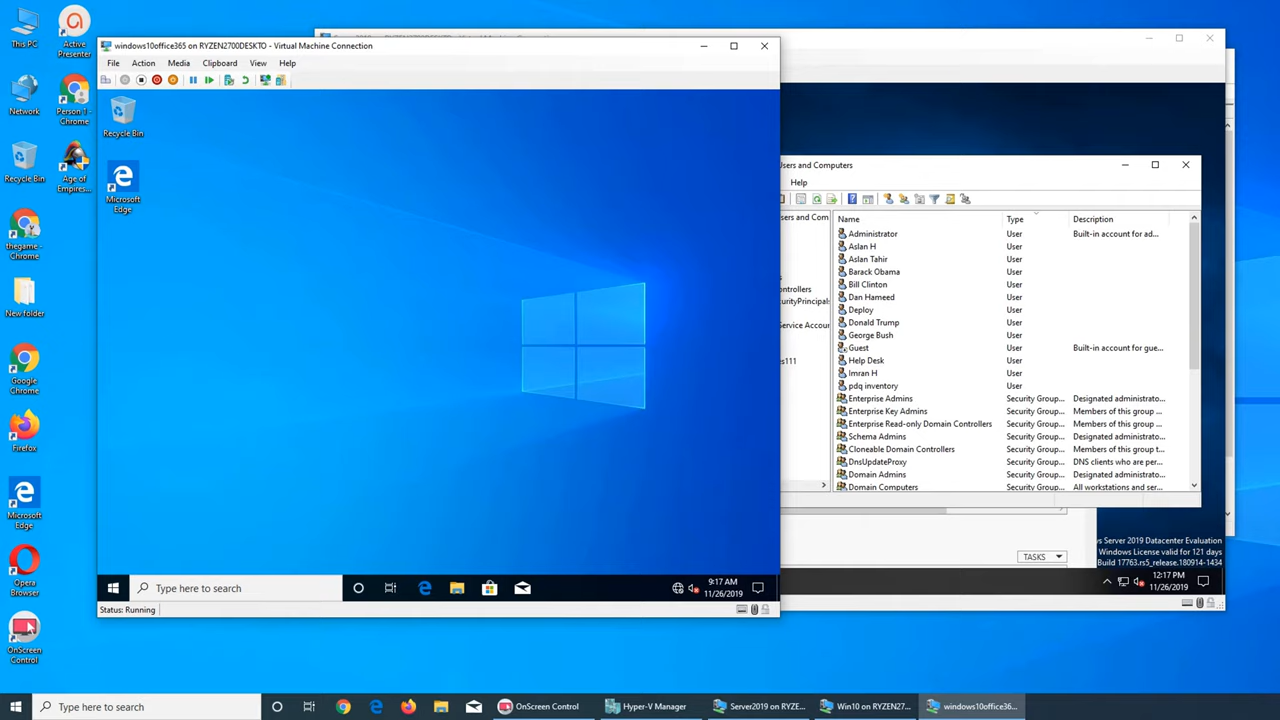 This PC
Active
Presenter
Network
Person 1 -
Chrome
Recycle Bin
Age of
Empires...
thegame -
Chrome
New folder
Google
Chrome
Firefox
Microsoft
Edge
Opera
Browser
OnScreen
Control
windows10office365 on RYZEN2700DESKTO - Virtual Machine Connection
File Action Media Clipboard View Help
Recycle Bin
Microsoft
Edge
Type here to search
9:17 AM
11/26/2019
Status: Running
Users and Computers
Help
sers and Com
ontrollers
ecurityPrincipals
Service Accou
es111
Name Type Description
Administrator User Built-in account for ad...
Aslan H User
Aslan Tahir User
Barack Obama User
Bill Clinton User
Dan Hameed User
Deploy User
Donald Trump User
George Bush User
Guest User Built-in account for gue...
Help Desk User
Imran H User
pdq inventory User
Enterprise Admins Security Group... Designated administrato...
Enterprise Key Admins Security Group... Members of this group ...
Enterprise Read-only Domain Controllers Security Group... Members of this group ...
Schema Admins Security Group... Designated administrato...
Cloneable Domain Controllers Security Group... Members of this group t...
DnsUpdateProxy Security Group... DNS clients who are per...
Domain Admins Security Group... Designated administrato...
Domain Computers Security Group... All workstations and ser...
s Server 2019 Datacenter Evaluation
Windows License valid for 121 days
Build 17763.rs5_release.180914-1434
TASKS
12:17 PM
11/26/2019
Type here to search
OnScreen Control
Hyper-V Manager
Server2019 on RYZE...
Win10 on RYZEN27...
windows10office36...